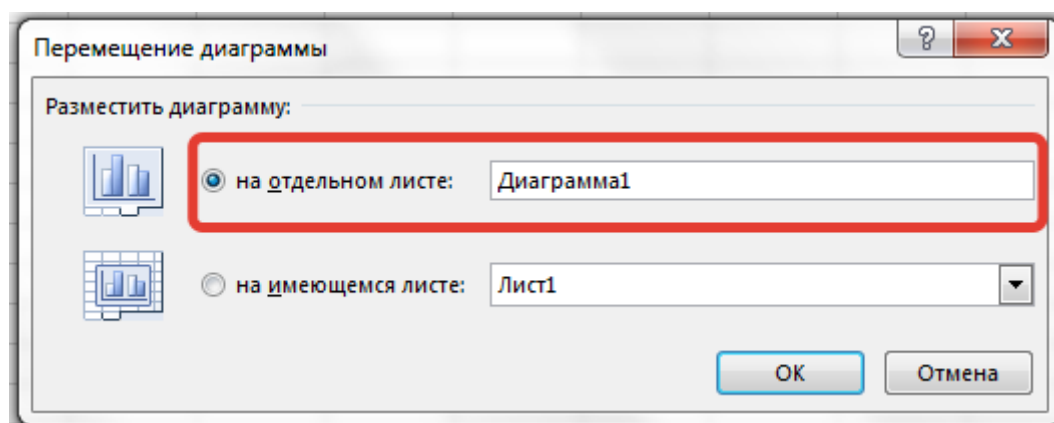 Перемещение диаграммы
Разместить диаграмму:
на отдельном листе: Диаграмма1
на имеющемся листе: Лист1
ОК Отмена